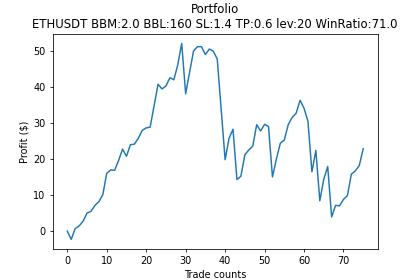 Portfolio
ETHUSDT BBM:2.0 BBL:160 SL:1.4 TP:0.6 lev:20 WinRatio:71.0
50
40
30
20
10
0
Profit ($)
0 10 20 30 40 50 60 70
Trade counts